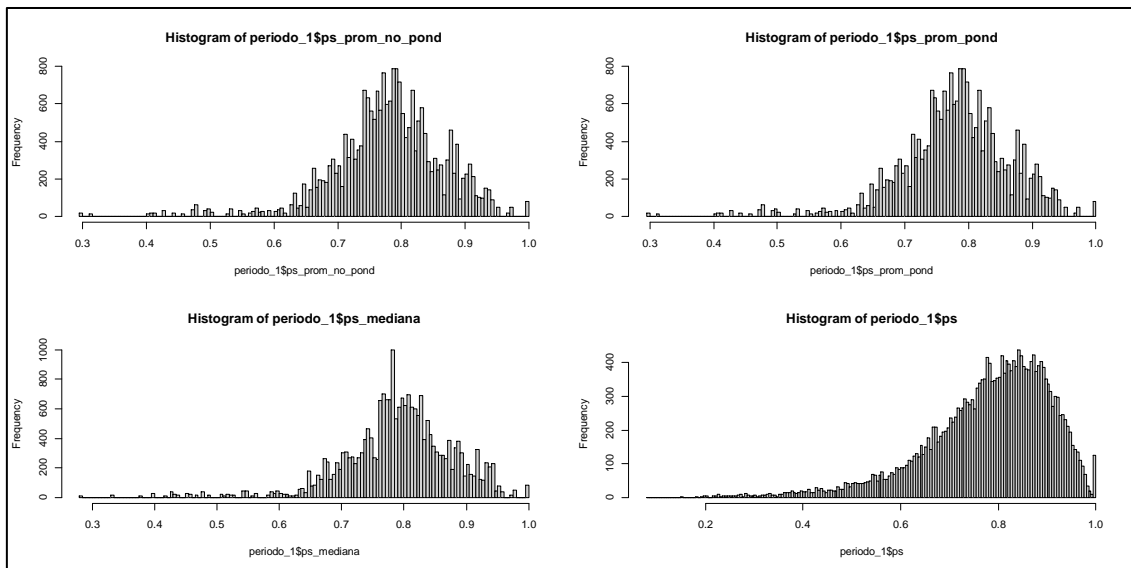 Histogram of periodo_1$ps_prom_no_pond
Frequency
800
600
400
200
0
0.3 0.4 0.5 0.6 0.7 0.8 0.9 1.0
periodo_1$ps_prom_no_pond
Histogram of periodo_1$ps_prom_pond
Frequency
800
600
400
200
0
0.3 0.4 0.5 0.6 0.7 0.8 0.9 1.0
periodo_1$ps_prom_pond
Histogram of periodo_1$ps_mediana
Frequency
1000
800
600
400
200
0
0.3 0.4 0.5 0.6 0.7 0.8 0.9 1.0
periodo_1$ps_mediana
Histogram of periodo_1$ps
Frequency
400
300
200
100
0
0.2 0.4 0.6 0.8 1.0
periodo_1$ps